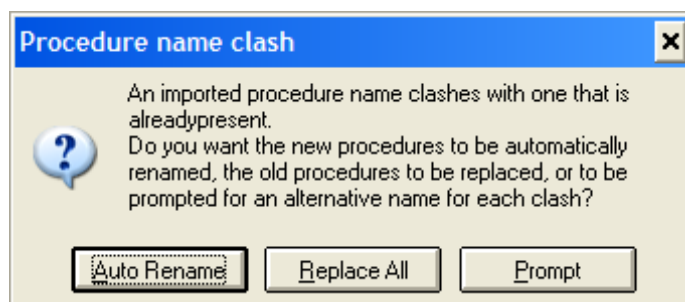 Procedure name clash
An imported procedure name clashes with one that is
alreadypresent.
Do you want the new procedures to be automatically
renamed, the old procedures to be replaced, or to be
prompted for an alternative name for each clash?
Auto Rename Replace All Prompt